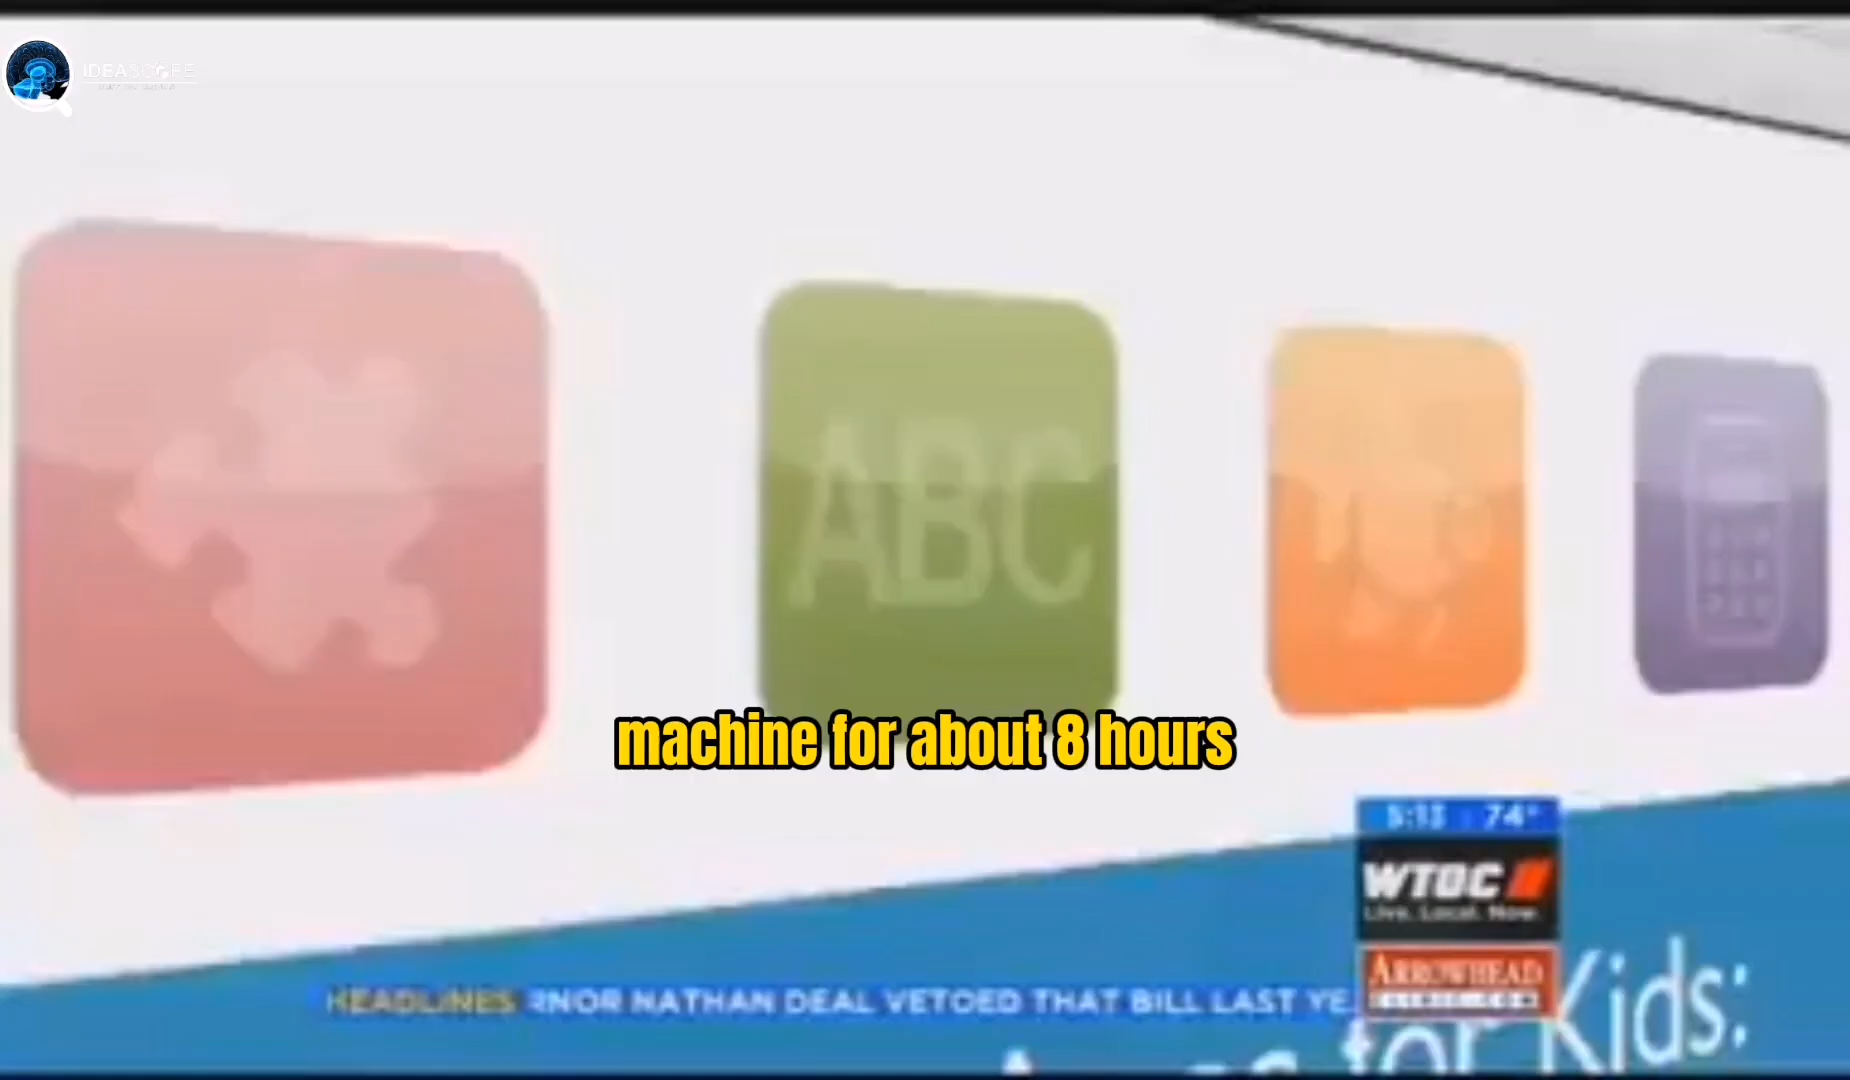 IDEASCOPE
ABC
machine for about 8 hours
5:13 74°
WTOC
Live. Local. Now.
ARROWHEAD
HEADLINES RNOR NATHAN DEAL VETOED THAT BILL LAST YE
for Kids: